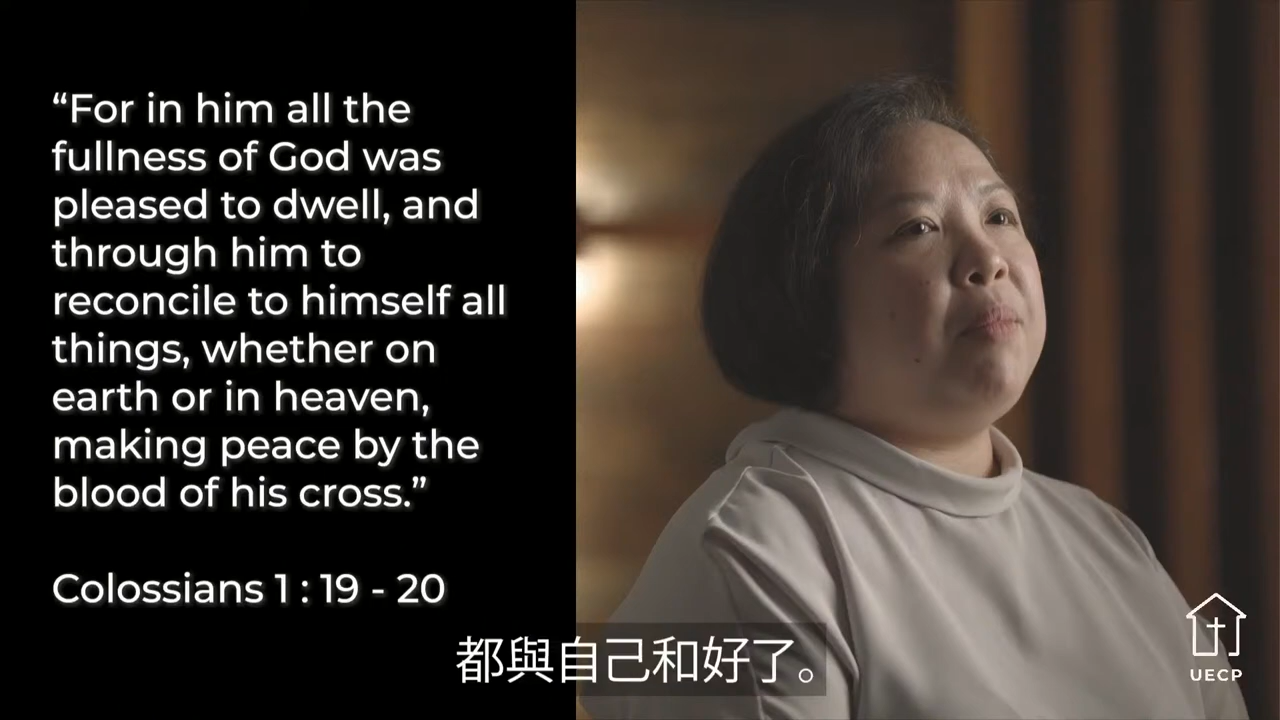 “For in him all the
fullness of God was
pleased to dwell, and
through him to
reconcile to himself all
things, whether on
earth or in heaven,
making peace by the
blood of his cross.”
Colossians 1 : 19 - 20
都與自己和好了。
UECP